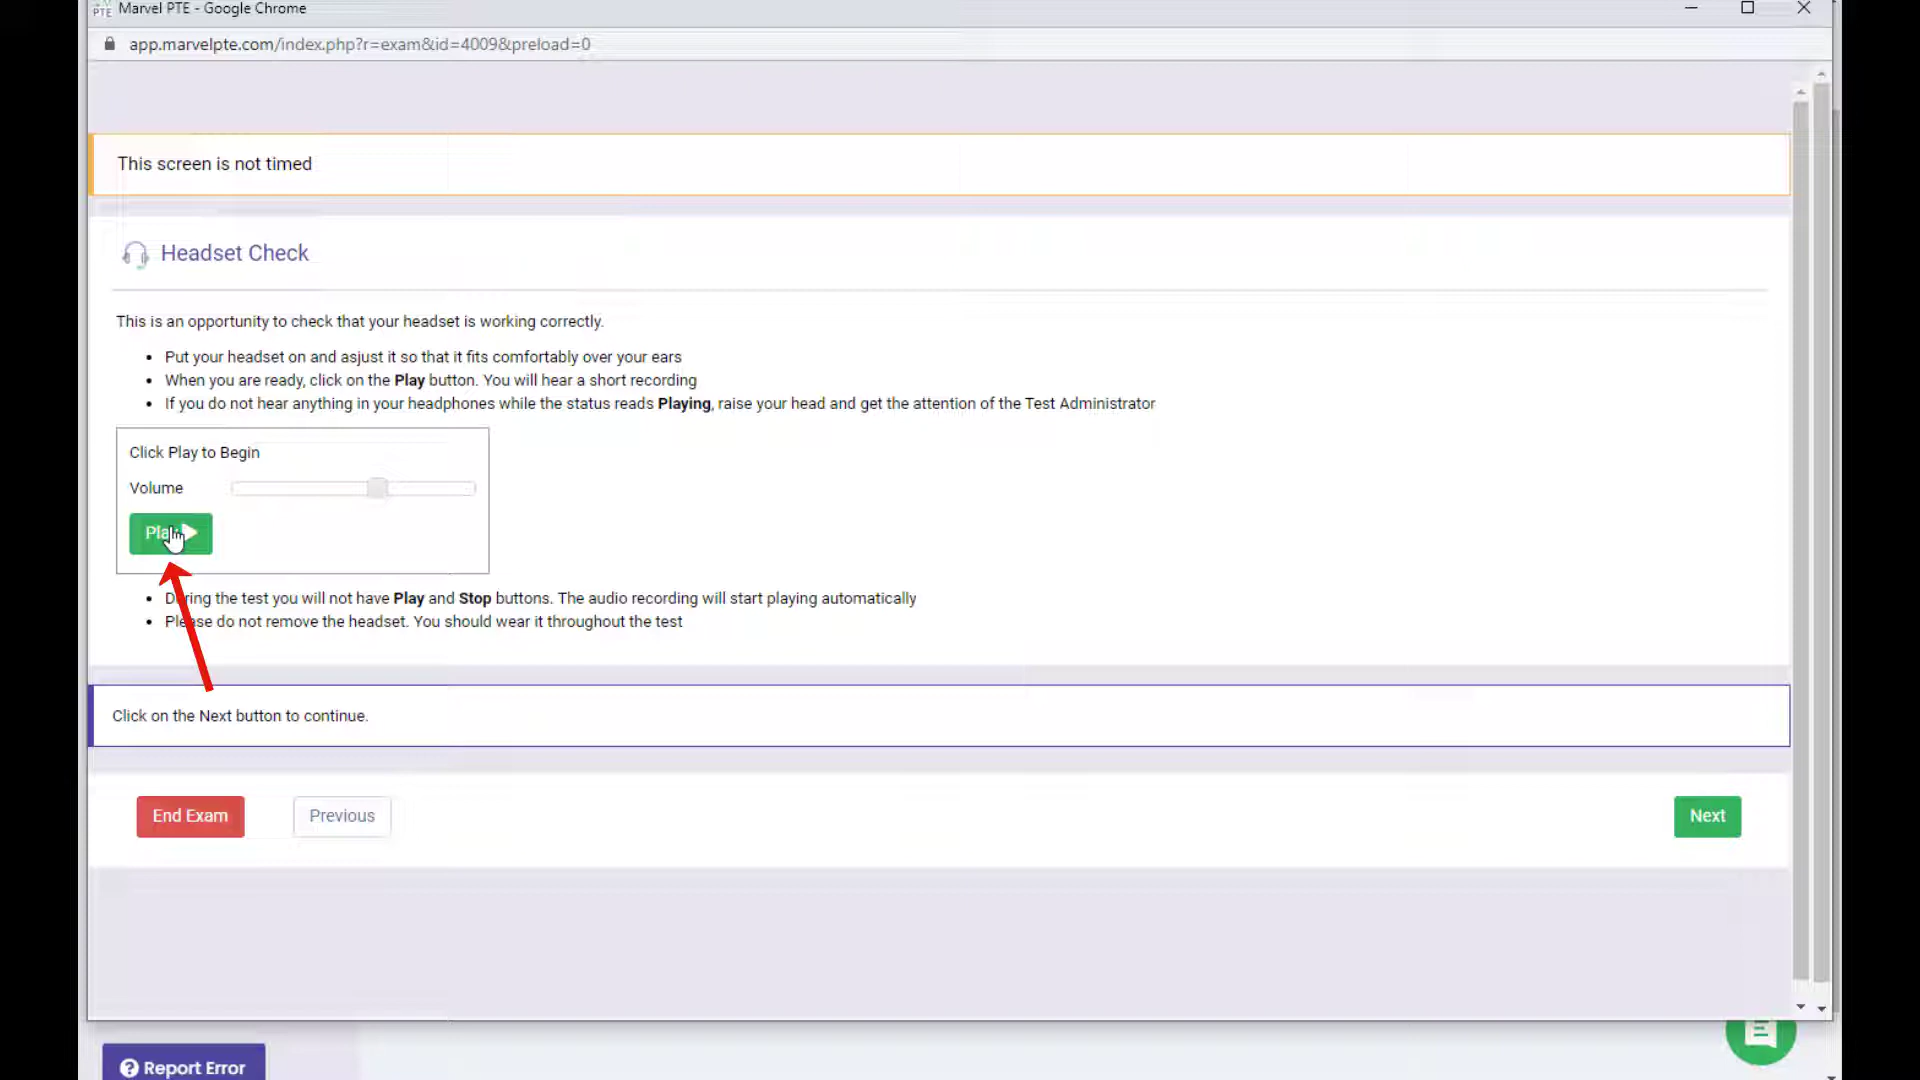 PTE Marvel PTE - Google Chrome
app.marvelpte.com/index.php?r=exam&id=4009&preload=0
This screen is not timed
Headset Check
This is an opportunity to check that your headset is working correctly.
Put your headset on and asjust it so that it fits comfortably over your ears
When you are ready, click on the Play button. You will hear a short recording
If you do not hear anything in your headphones while the status reads Playing, raise your head and get the attention of the Test Administrator
Click Play to Begin
Volume
Play
During the test you will not have Play and Stop buttons. The audio recording will start playing automatically
Please do not remove the headset. You should wear it throughout the test
Click on the Next button to continue.
End Exam
Previous
Next
Report Error